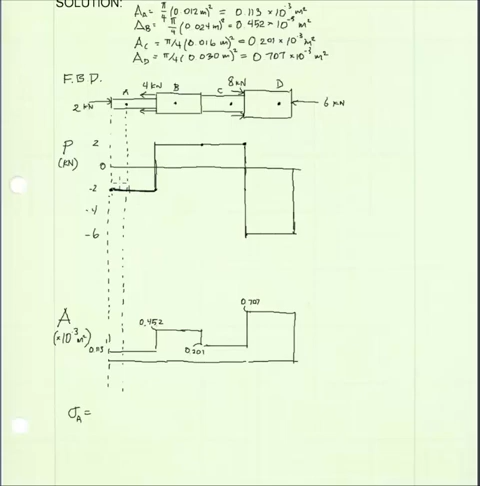 SOLUTION:
A_A = π/4 (0.012 m)² = 0.113 × 10⁻³ m²
A_B = π/4 (0.024 m)² = 0.452 × 10⁻³ m²
A_C = π/4 (0.016 m)² = 0.201 × 10⁻³ m²
A_D = π/4 (0.030 m)² = 0.707 × 10⁻³ m²
F.B.D.
4 kN 8 kN
A B C D
2 kN 6 kN
P
(kN)
2
0
-2
-4
-6
A
(×10⁻³ m²)
0.113 0.452 0.201 0.707
σ_A =